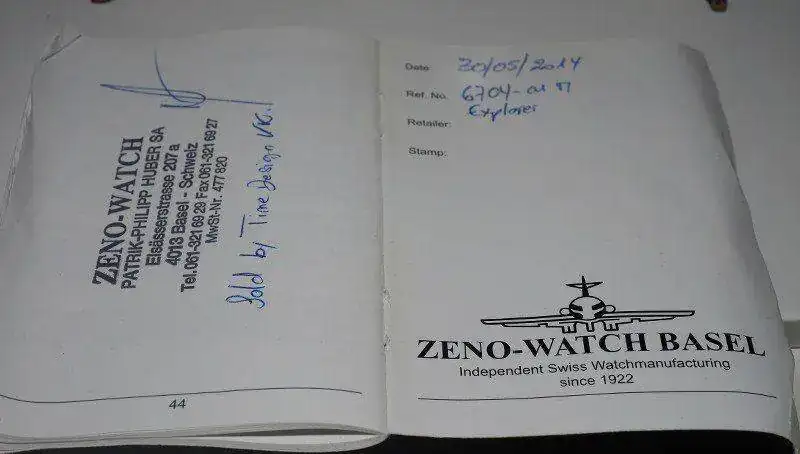 ZENO-WATCH
PATRIK-PHILIPP HUBER SA
Elsässerstrasse 207 a
4013 Basel - Schweiz
Tel.061-321 69 29 Fax 061-321 69 27
MwSt-Nr. 477 820
Sold by Time Design
44
Date: 30/05/2014
Ref. No. 6704-
Explorer
Retailer:
Stamp:
ZENO-WATCH BASEL
Independent Swiss Watchmanufacturing
since 1922